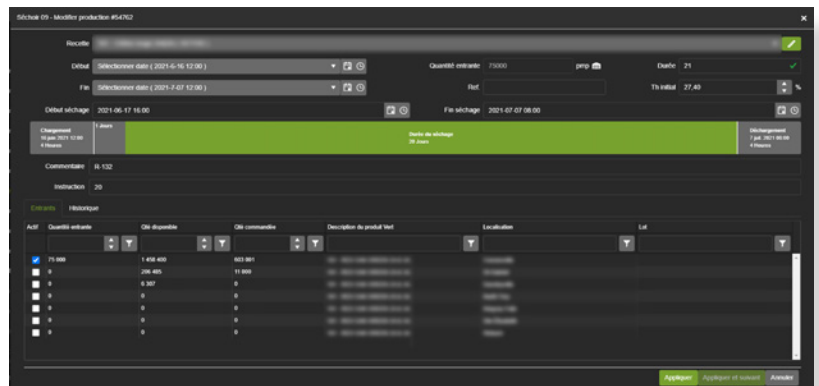 Séchoir 09 - Modifier production #54762
Recette
Début Sélectionner date ( 2021-6-16 12:00 ) Quantité entrante 75000 pmp Durée 21
Fin Sélectionner date ( 2021-7-07 12:00 ) Ref. Th initial 27,40 %
Début séchage 2021-06-17 16:00 Fin séchage 2021-07-07 08:00
Chargement 1 Jours Durée du séchage Déchargement
16 juin 2021 12:00 20 Jours 7 juil. 2021 08:00
4 Heures 4 Heures
Commentaire R-132
Instruction 20
Entrants Historique
Actif Quantité entrante Qté disponible Qté commandée Description du produit Vert Localisation Lot
75 000 1 458 400 603 001
0 206 485 11 000
0 6 307 0
0 0 0
0 0 0
0 0 0
0 0 0
Appliquer Appliquer et suivant Annuler